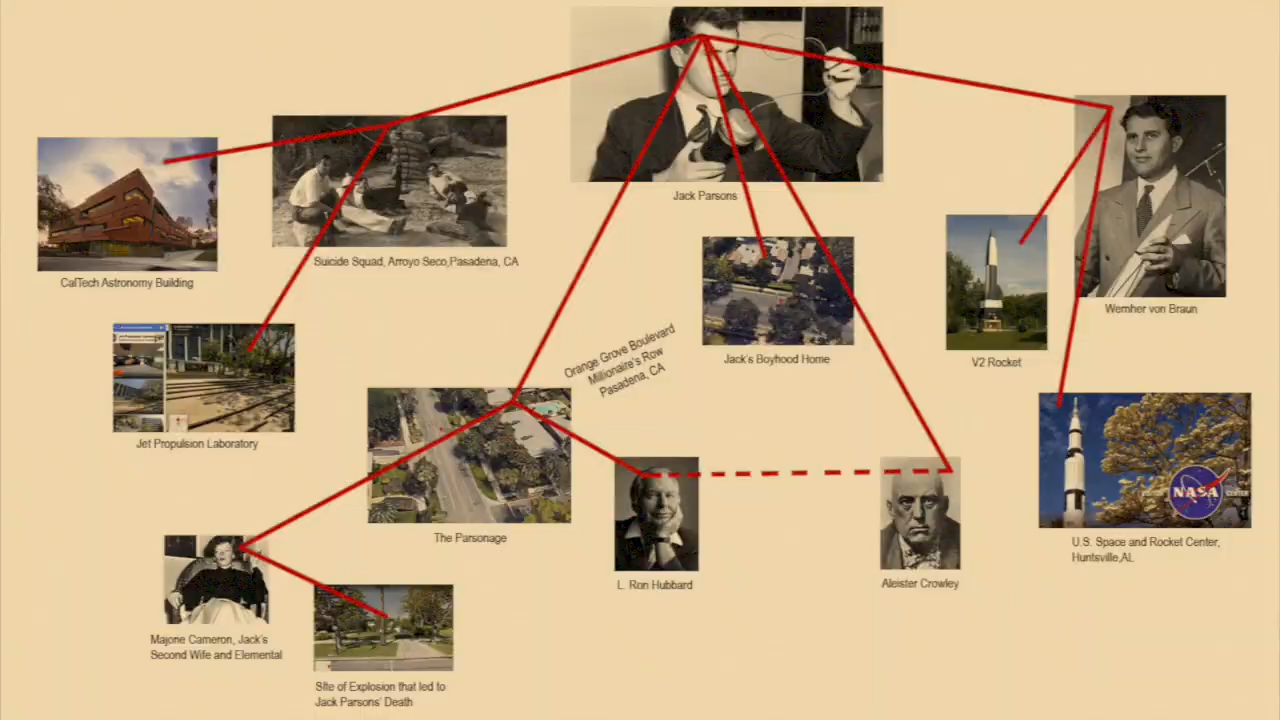 Jack Parsons
CalTech Astronomy Building
Suicide Squad, Arroyo Seco,Pasadena, CA
Wernher von Braun
Jack's Boyhood Home
V2 Rocket
Orange Grove Boulevard
Millionaire's Row
Pasadena, CA
Jet Propulsion Laboratory
The Parsonage
NASA
CENTER
U.S. Space and Rocket Center,
Huntsville,AL
L. Ron Hubbard
Aleister Crowley
Marjorie Cameron, Jack's
Second Wife and Elemental
Site of Explosion that led to
Jack Parsons' Death